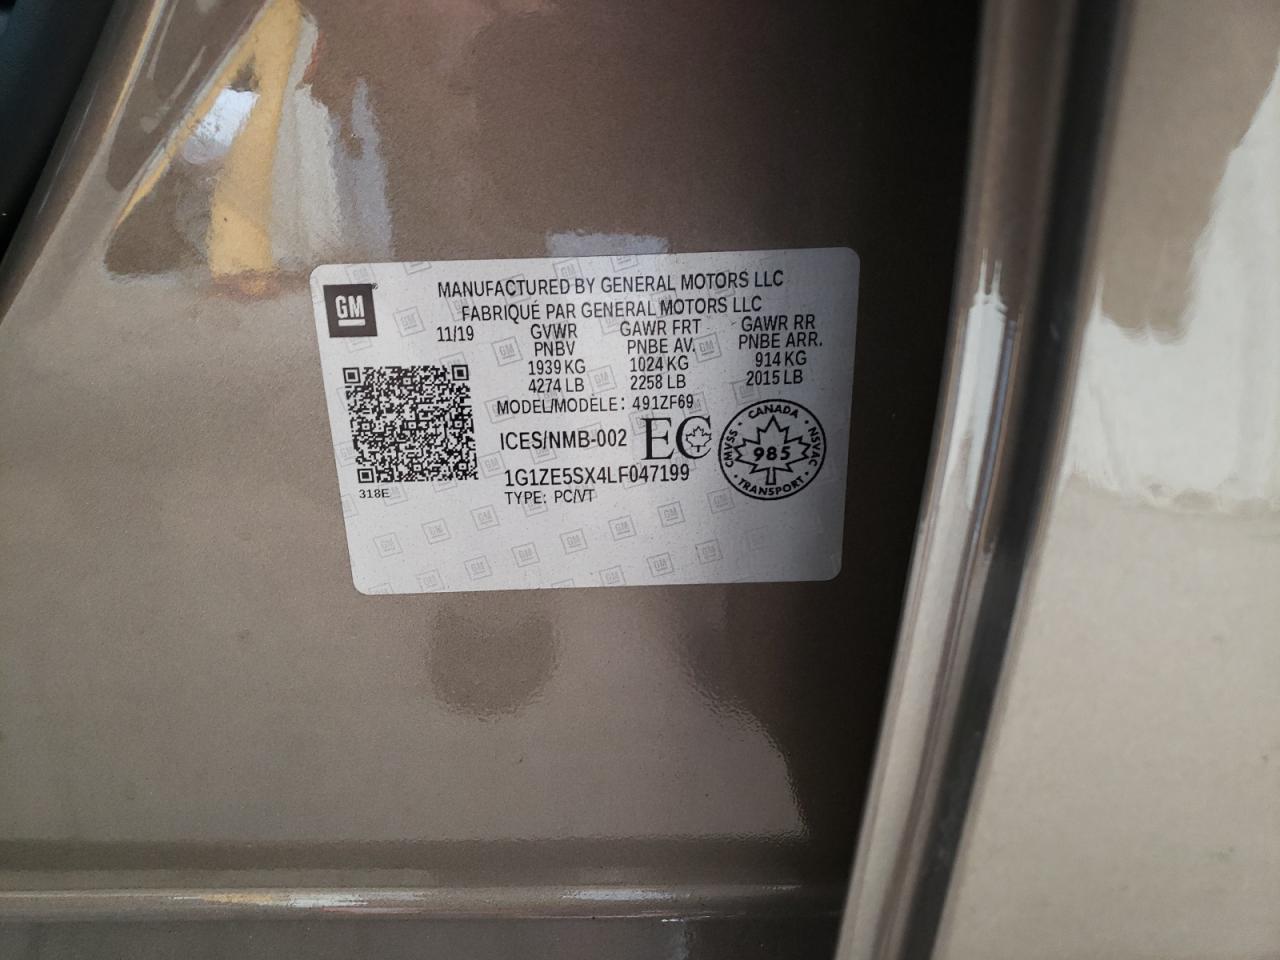 GM
MANUFACTURED BY GENERAL MOTORS LLC
FABRIQUÉ PAR GENERAL MOTORS LLC
11/19 GVWR GAWR FRT GAWR RR
PNBV PNBE AV. PNBE ARR.
1939 KG 1024 KG 914 KG
4274 LB 2258 LB 2015 LB
MODEL/MODÈLE: 491ZF69
ICES/NMB-002 EC
CANADA
CMVSS 985 NSVAC
TRANSPORT
1G1ZE5SX4LF047199
318E TYPE: PC/VT